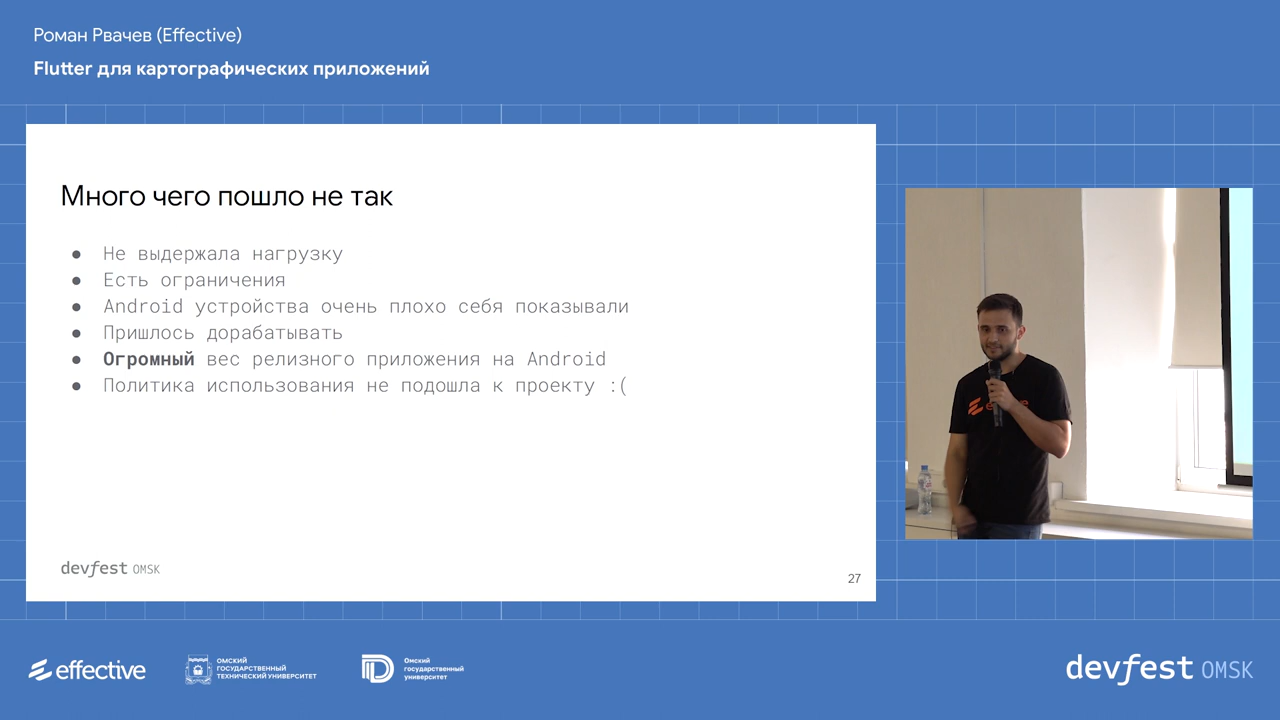 Роман Рвачев (Effective)
Flutter для картографических приложений
Много чего пошло не так
● Не выдержала нагрузку
● Есть ограничения
● Android устройства очень плохо себя показывали
● Пришлось дорабатывать
● Огромный вес релизного приложения на Android
● Политика использования не подошла к проекту :(
devfest OMSK
27
effective
ОМСКИЙ
ГОСУДАРСТВЕННЫЙ
ТЕХНИЧЕСКИЙ УНИВЕРСИТЕТ
Омский
государственный
университет
devfest OMSK